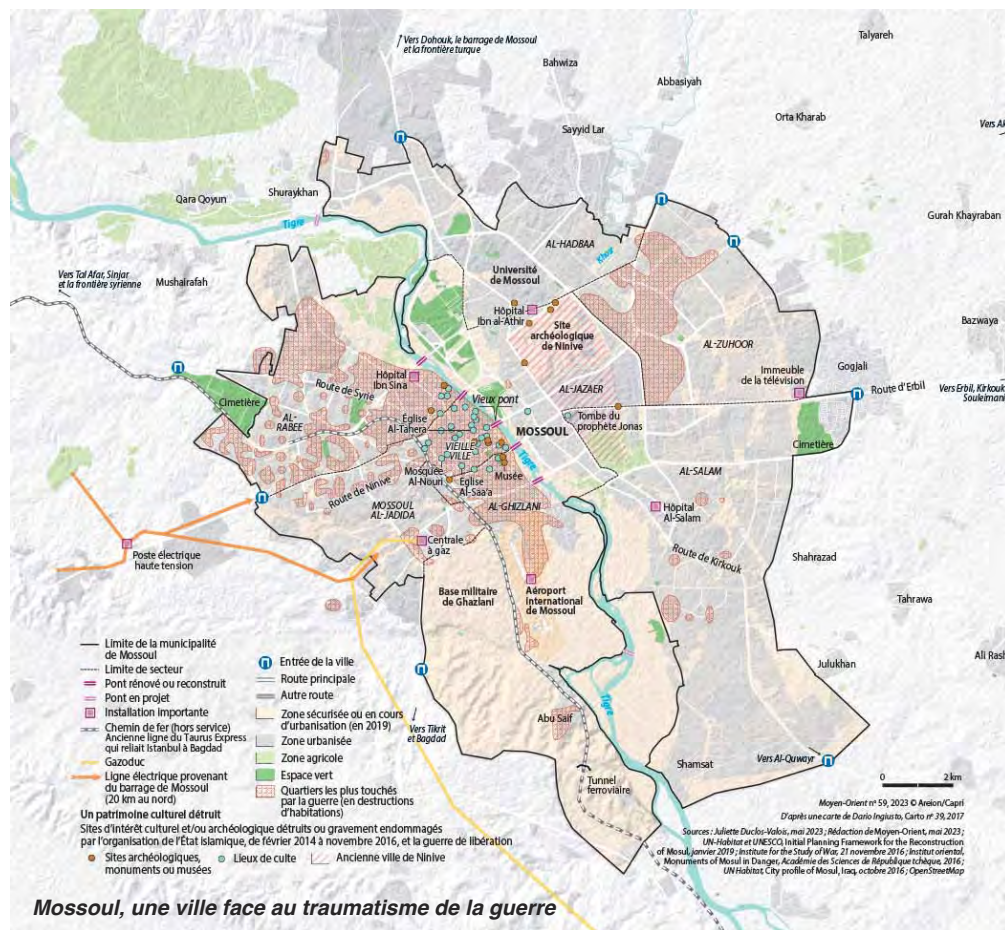 Vers Dohouk, le barrage de Mossoul
et la frontière turque
Talyareh
Bahwiza
Abbasiyah
Orta Kharab
Sayyid Lar
Vers Ak
Shuraykhan
Qara Qoyun
Tigre
Gurah Khayraban
AL-HADBAA
Khosr
Vers Tal Afar, Sinjar
et la frontière syrienne
Mushairafah
Université
de Mossoul
Hôpital
Ibn al-Athir
Site
archéologique
de Ninive
Bazwaya
AL-ZUHOOR
Gogjali
Immeuble
de la télévision
Route d'Erbil
Vers Erbil, Kirkouk
Souleimani
Hôpital
Ibn Sina
Cimetière
Route de Syrie
AL-JAZAER
Vieux pont
AL-
RABEE
Église
Al-Tahera
Tombe du
prophète Jonas
MOSSOUL
Cimetière
VIEILLE
VILLE
Tigre
AL-SALAM
Mosquée
Al-Nouri
Musée
Église
Al-Saa'a
Route de Ninive
MOSSOUL
AL-JADIDA
AL-GHIZLANI
Hôpital
Al-Salam
Centrale
à gaz
Route de Kirkouk
Poste électrique
haute tension
Shahrazad
Base militaire
de Ghazlani
Aéroport
international
de Mossoul
Tahrawa
Julukhan
Ali Rash
Abu Saif
Tigre
Vers Tikrit
et Bagdad
Vers Al-Quwayr
Shamsat
Tunnel
ferroviaire
0 2 km
Limite de la municipalité
de Mossoul
Limite de secteur
Pont rénové ou reconstruit
Pont en projet
Installation importante
Chemin de fer (hors service)
Ancienne ligne du Taurus Express
qui reliait Istanbul à Bagdad
Gazoduc
Ligne électrique provenant
du barrage de Mossoul
(20 km au nord)
Entrée de la ville
Route principale
Autre route
Zone sécurisée ou en cours
d'urbanisation (en 2019)
Zone urbanisée
Zone agricole
Espace vert
Quartiers les plus touchés
par la guerre (en destructions
d'habitations)
Un patrimoine culturel détruit
Sites d'intérêt culturel et/ou archéologique détruits ou gravement endommagés
par l'organisation de l'État islamique, de février 2014 à novembre 2016, et la guerre de libération
Sites archéologiques,
monuments ou musées
Lieux de culte
Ancienne ville de Ninive
Moyen-Orient n° 59, 2023 © Areion/Capri
D'après une carte de Dario Ingiusto, Carto n° 39, 2017
Sources : Juliette Duclos-Valois, mai 2023 ; Rédaction de Moyen-Orient, mai 2023 ;
UN-Habitat et UNESCO, Initial Planning Framework for the Reconstruction
of Mosul, janvier 2019 ; Institute for the Study of War, 21 novembre 2016 ; Institut oriental,
Monuments of Mosul in Danger, Académie des Sciences de République tchèque, 2016 ;
UN Habitat, City profile of Mosul, Iraq, octobre 2016 ; OpenStreetMap
Mossoul, une ville face au traumatisme de la guerre